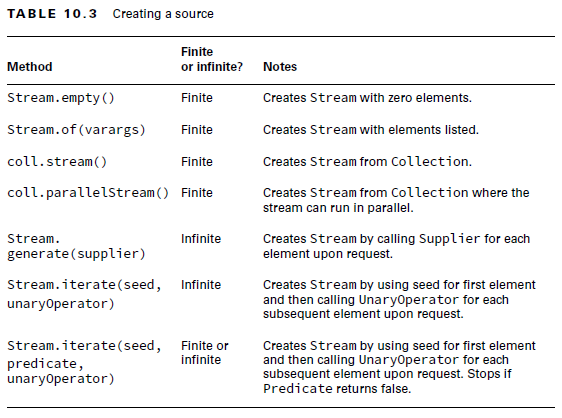 TABLE 10.3 Creating a source
Finite
Method or infinite? Notes
Stream.empty() Finite Creates Stream with zero elements.
Stream.of(varargs) Finite Creates Stream with elements listed.
coll.stream() Finite Creates Stream from Collection.
coll.parallelStream() Finite Creates Stream from Collection where the
stream can run in parallel.
Stream. Infinite Creates Stream by calling Supplier for each
generate(supplier) element upon request.
Stream.iterate(seed, Infinite Creates Stream by using seed for first element
unaryOperator) and then calling UnaryOperator for each
subsequent element upon request.
Stream.iterate(seed, Finite or Creates Stream by using seed for first element
predicate, infinite and then calling UnaryOperator for each
unaryOperator) subsequent element upon request. Stops if
Predicate returns false.